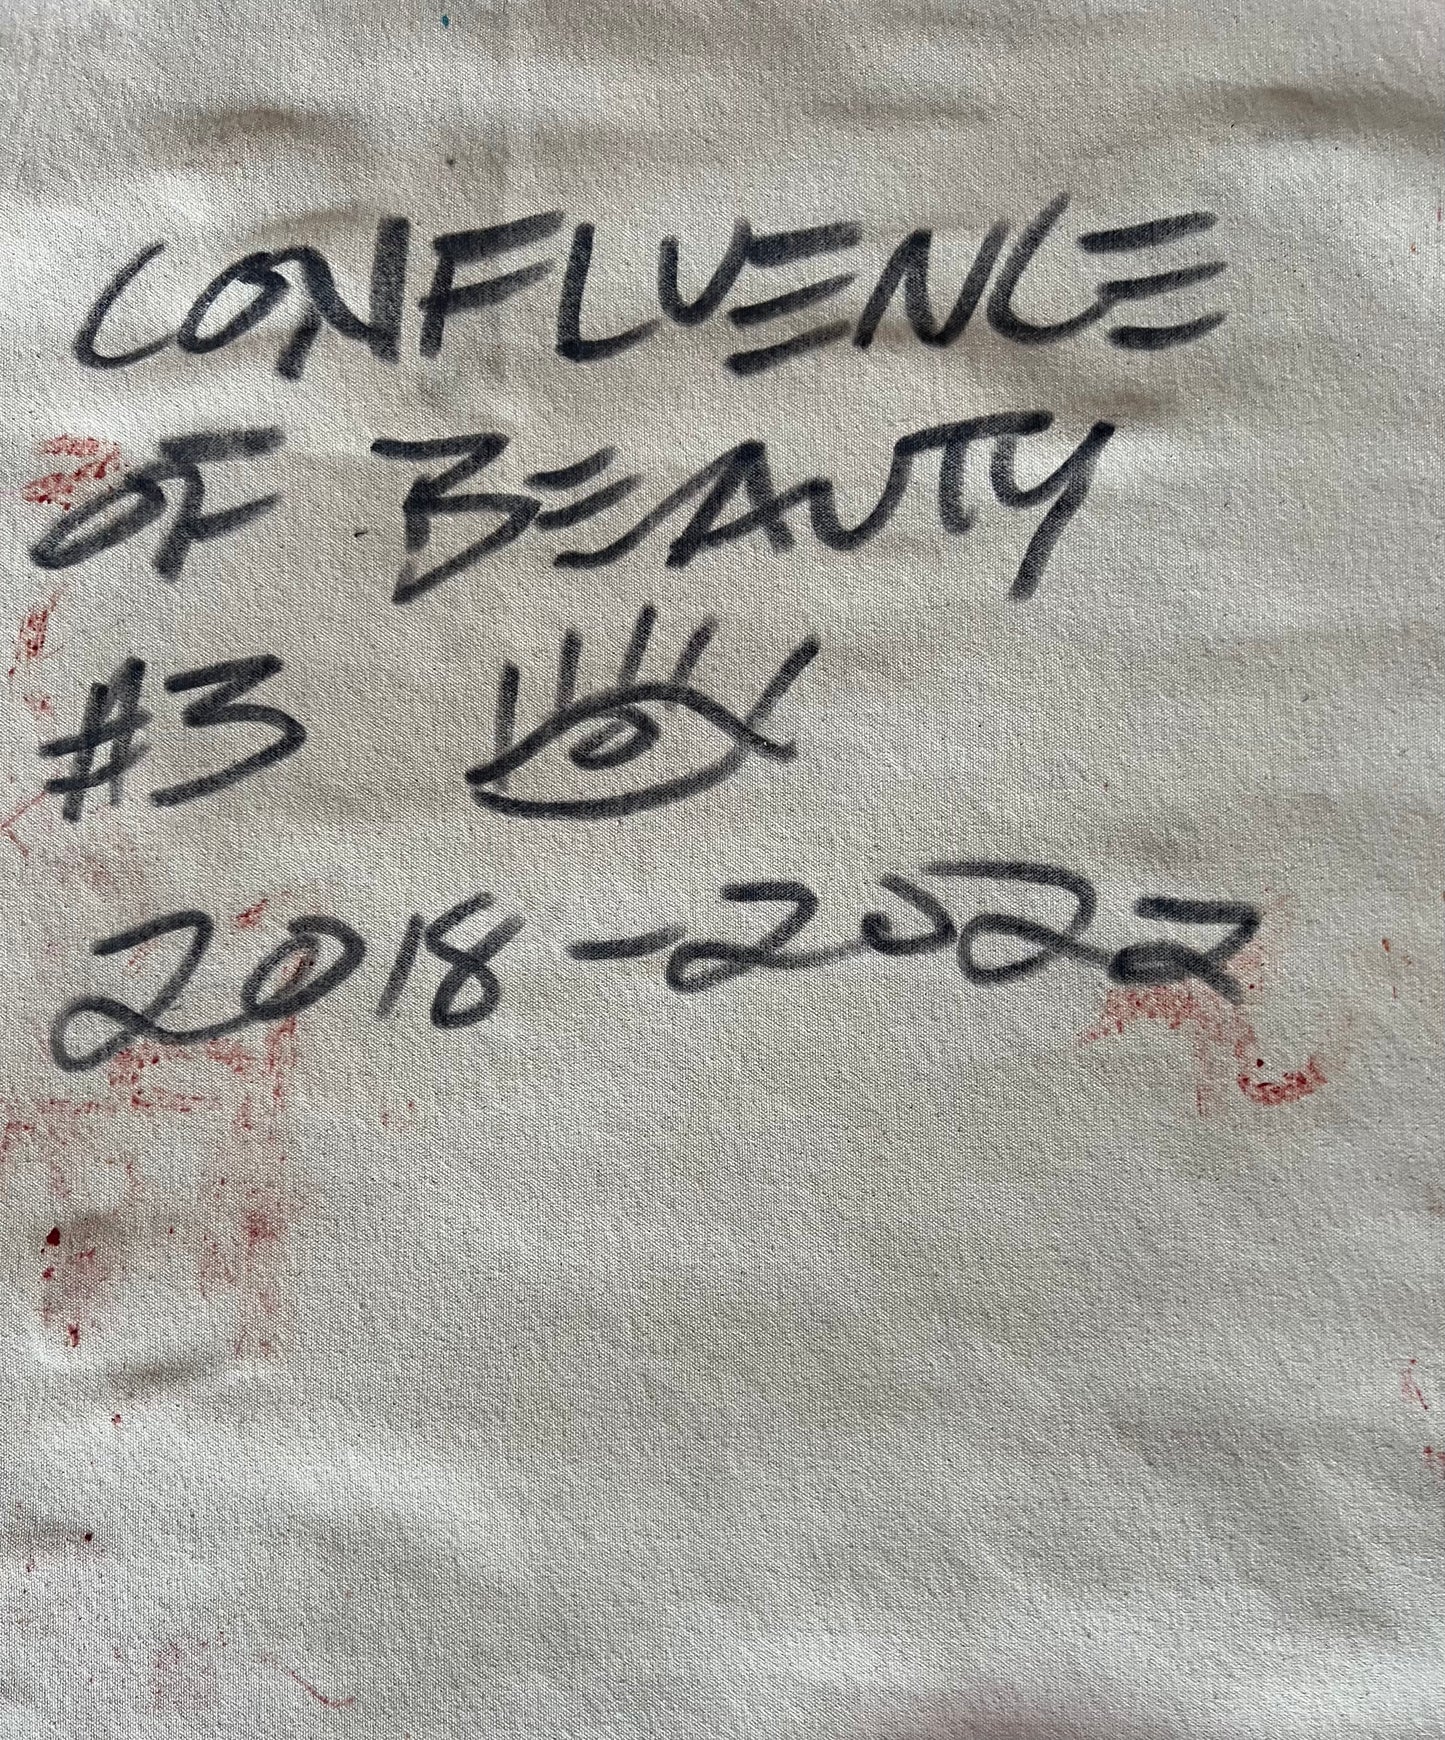 CONFLUENCE
OF BEAUTY
#3
2018-2022